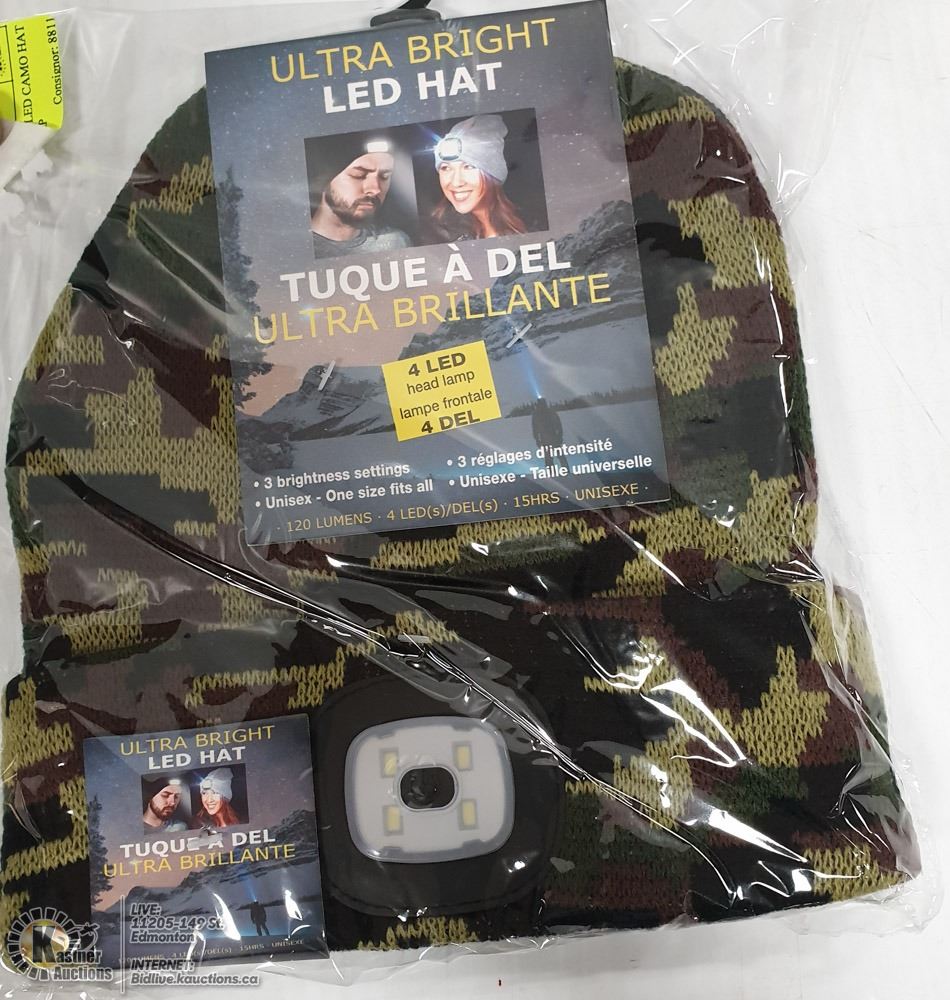 LED CAMO HAT
Consignor: 8811
P
ULTRA BRIGHT
LED HAT
TUQUE À DEL
ULTRA BRILLANTE
4 LED
head lamp
lampe frontale
4 DEL
• 3 brightness settings
• Unisex - One size fits all
• 3 réglages d'intensité
• Unisexe - Taille universelle
· 120 LUMENS · 4 LED(s)/DEL(s) · 15HRS · UNISEXE ·
ULTRA BRIGHT
LED HAT
TUQUE À DEL
ULTRA BRILLANTE
15HRS · UNISEXE
Kastner
Auctions
LIVE:
11205-149 St.
Edmonton
INTERNET:
Bidlive.kauctions.ca